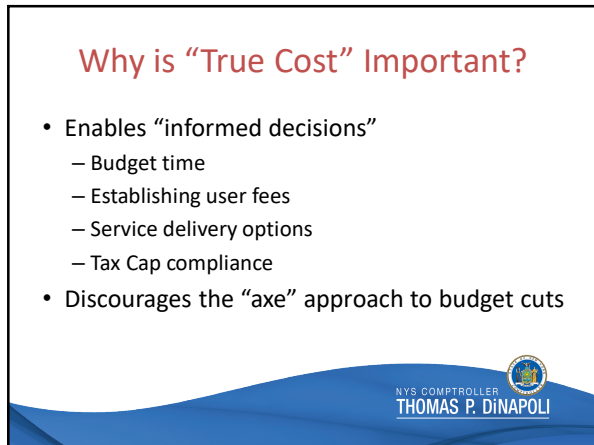 Why is “True Cost” Important?
• Enables “informed decisions”
– Budget time
– Establishing user fees
– Service delivery options
– Tax Cap compliance
• Discourages the “axe” approach to budget cuts
NYS COMPTROLLER
THOMAS P. DiNAPOLI